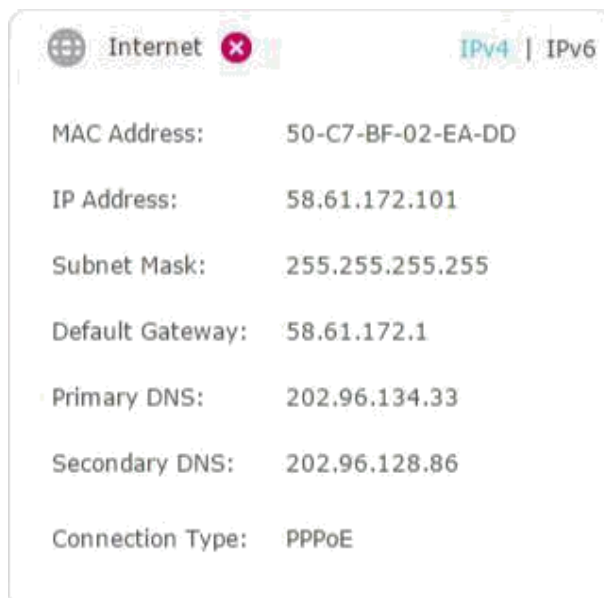 Internet IPv4 | IPv6
MAC Address: 50-C7-BF-02-EA-DD
IP Address: 58.61.172.101
Subnet Mask: 255.255.255.255
Default Gateway: 58.61.172.1
Primary DNS: 202.96.134.33
Secondary DNS: 202.96.128.86
Connection Type: PPPoE